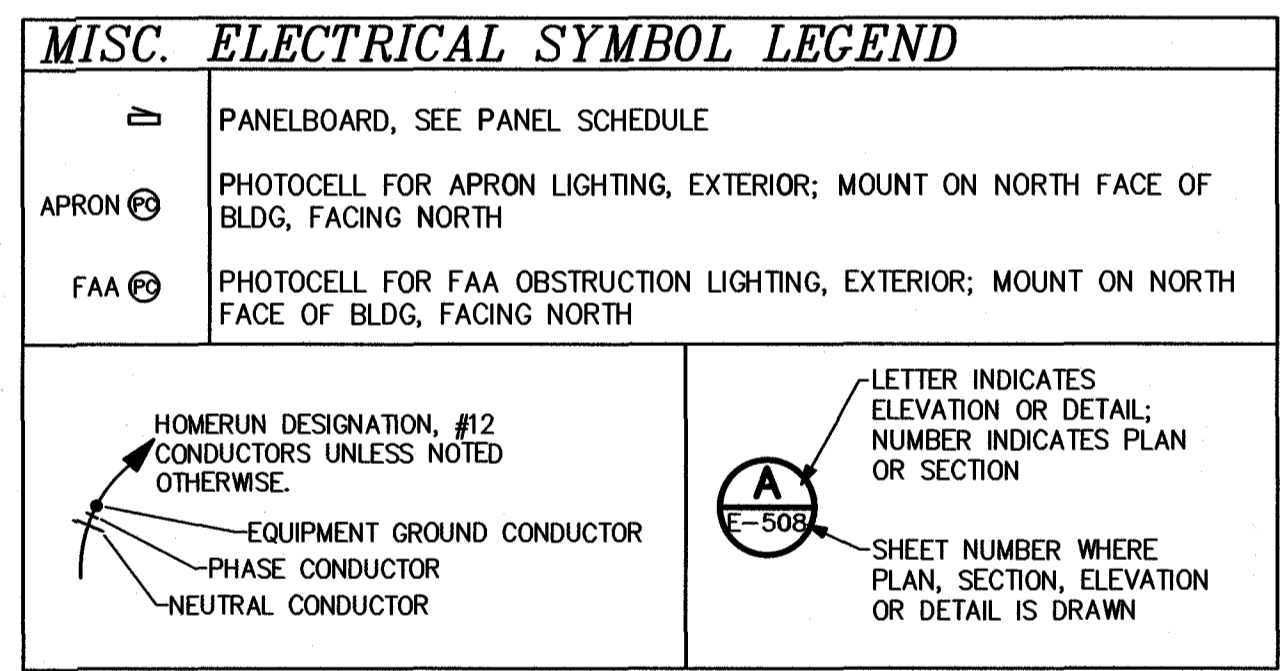 MISC. ELECTRICAL SYMBOL LEGEND
PANELBOARD, SEE PANEL SCHEDULE
APRON PC
PHOTOCELL FOR APRON LIGHTING, EXTERIOR; MOUNT ON NORTH FACE OF
BLDG, FACING NORTH
FAA PC
PHOTOCELL FOR FAA OBSTRUCTION LIGHTING, EXTERIOR; MOUNT ON NORTH
FACE OF BLDG, FACING NORTH
HOMERUN DESIGNATION, #12
CONDUCTORS UNLESS NOTED
OTHERWISE.
EQUIPMENT GROUND CONDUCTOR
PHASE CONDUCTOR
NEUTRAL CONDUCTOR
A
E-508
LETTER INDICATES
ELEVATION OR DETAIL;
NUMBER INDICATES PLAN
OR SECTION
SHEET NUMBER WHERE
PLAN, SECTION, ELEVATION
OR DETAIL IS DRAWN